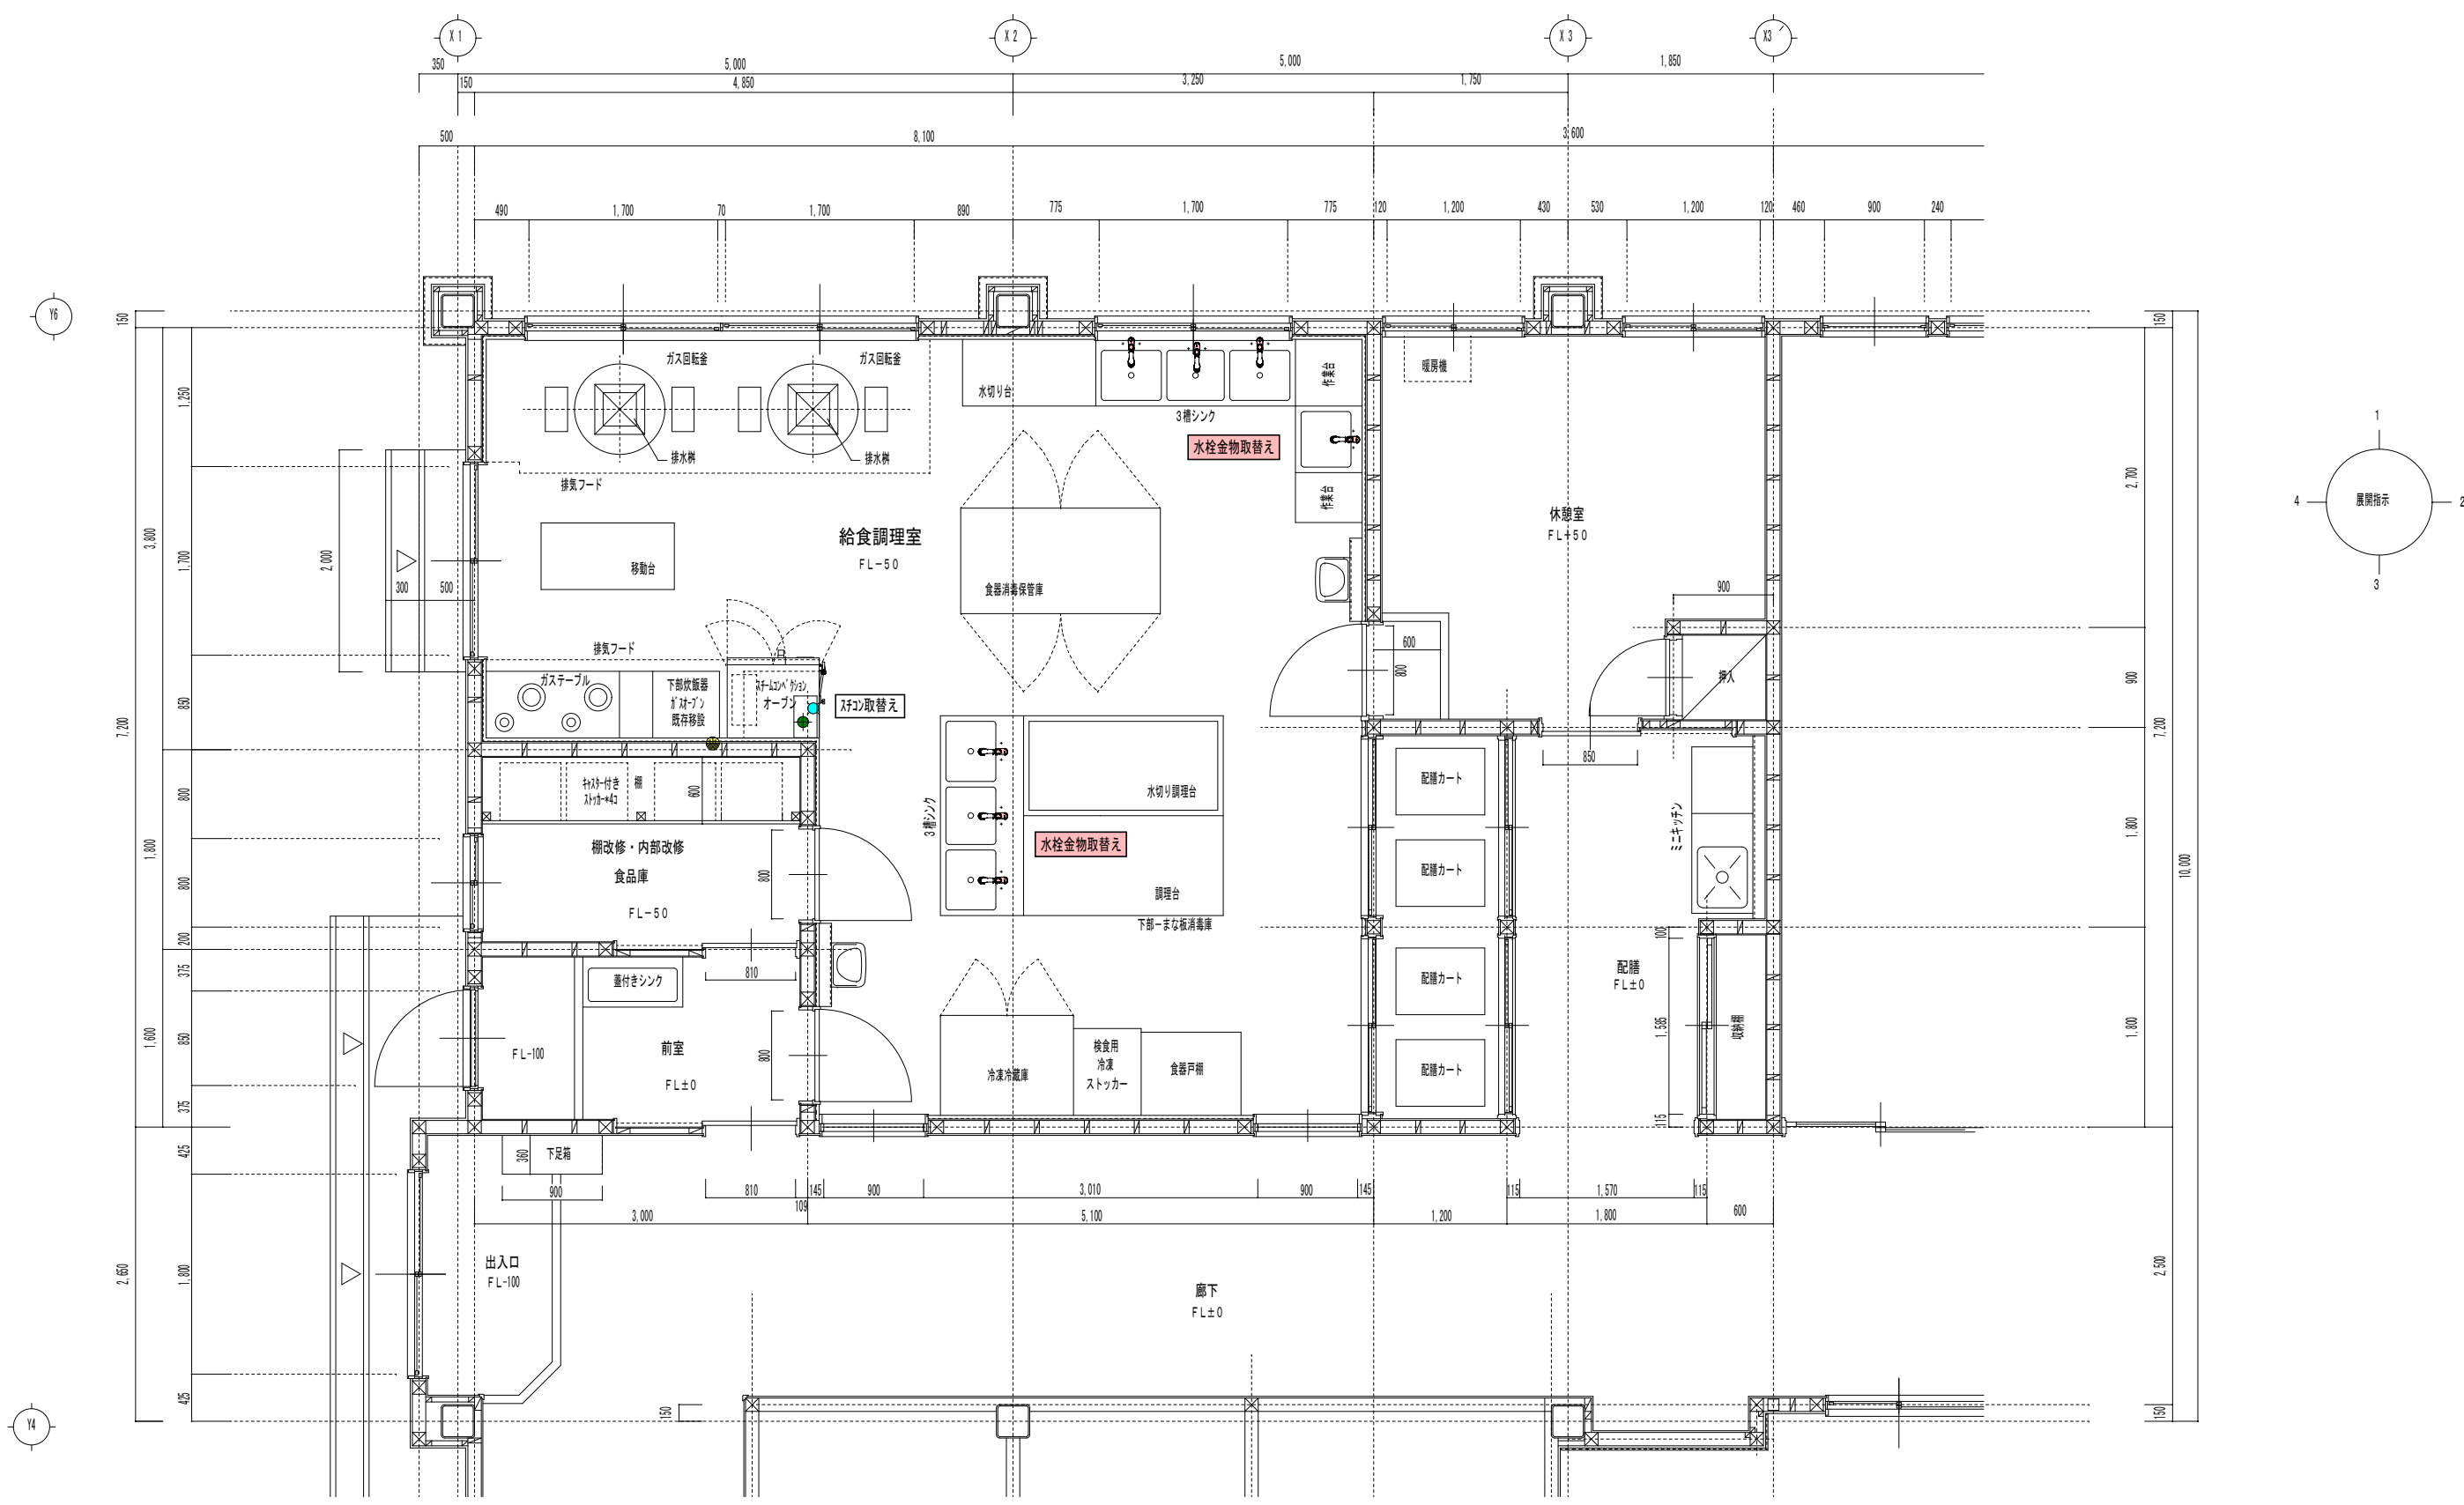 X 1
X 2
X 3
X3´
350
5,000
5,000
1,850
150
4,850
3,250
1,750
500
8,100
3,600
490
1,700
70
1,700
890
775
1,700
775
120
1,200
430
530
1,200
120
460
900
240
Y6
150
150
ガス回転釜
ガス回転釜
排水桝
排水桝
排気フード
水切り台
3槽シンク
作業台
作業台
水栓金物取替え
暖房機
1,250
3,800
1,700
2,000
300
500
850
7,200
移動台
給食調理室
FL－50
食器消毒保管庫
休憩室
FL+50
2,700
900
600
800
押入
900
850
1
2
3
4
展開指示
排気フード
ガステーブル
下部炊飯器
ガスオーブン
既存移設
スチームコンベクション
オーブン
スチコン取替え
キャスター付き
ストッカー*4コ
棚
600
棚改修・内部改修
食品庫
FL－50
800
810
3槽シンク
水切り調理台
水栓金物取替え
調理台
下部ーまな板消毒庫
配膳カート
配膳カート
配膳カート
配膳カート
ミニキッチン
配膳
FL±0
収納棚
100
1,585
115
7,200
1,800
1,800
10,000
800
1,800
800
200
375
1,600
850
375
425
蓋付きシンク
FL-100
前室
FL±0
800
冷凍冷蔵庫
検食用
冷凍
ストッカー
食器戸棚
下足箱
360
900
810
145
109
900
3,010
900
145
115
1,570
115
3,000
5,100
1,200
1,800
600
2,650
1,800
425
出入口
FL-100
廊下
FL±0
2,500
150
150
Y4